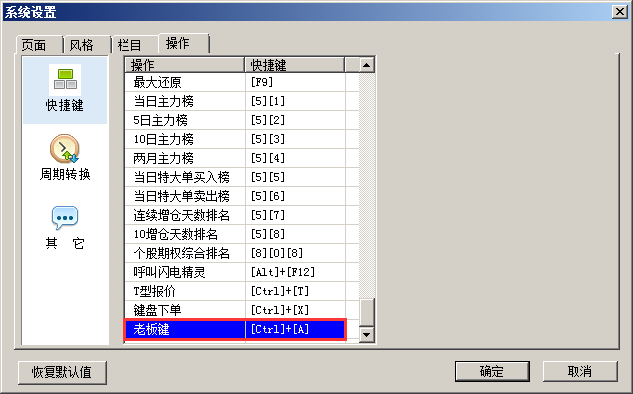 系统设置
页面 风格 栏目 操作
快捷键
周期转换
其 它
操作 快捷键
最大还原 [F9]
当日主力榜 [5][1]
5日主力榜 [5][2]
10日主力榜 [5][3]
两月主力榜 [5][4]
当日特大单买入榜 [5][5]
当日特大单卖出榜 [5][6]
连续增仓天数排名 [5][7]
10增仓天数排名 [5][8]
个股期权综合排名 [8][0][8]
呼叫闪电精灵 [Alt]+[F12]
T型报价 [Ctrl]+[T]
键盘下单 [Ctrl]+[X]
老板键 [Ctrl]+[A]
恢复默认值 确定 取消